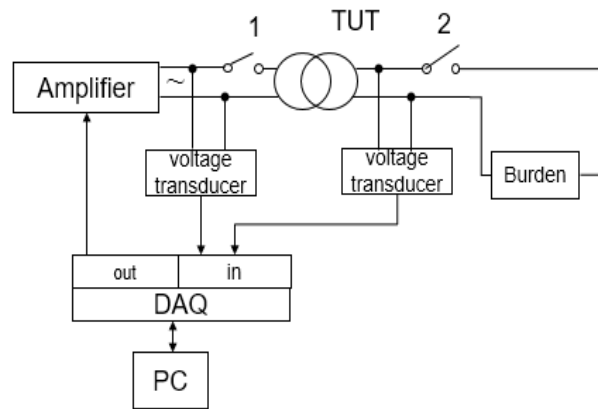 1
TUT
2
Amplifier
~
voltage
transducer
voltage
transducer
Burden
out
in
DAQ
PC